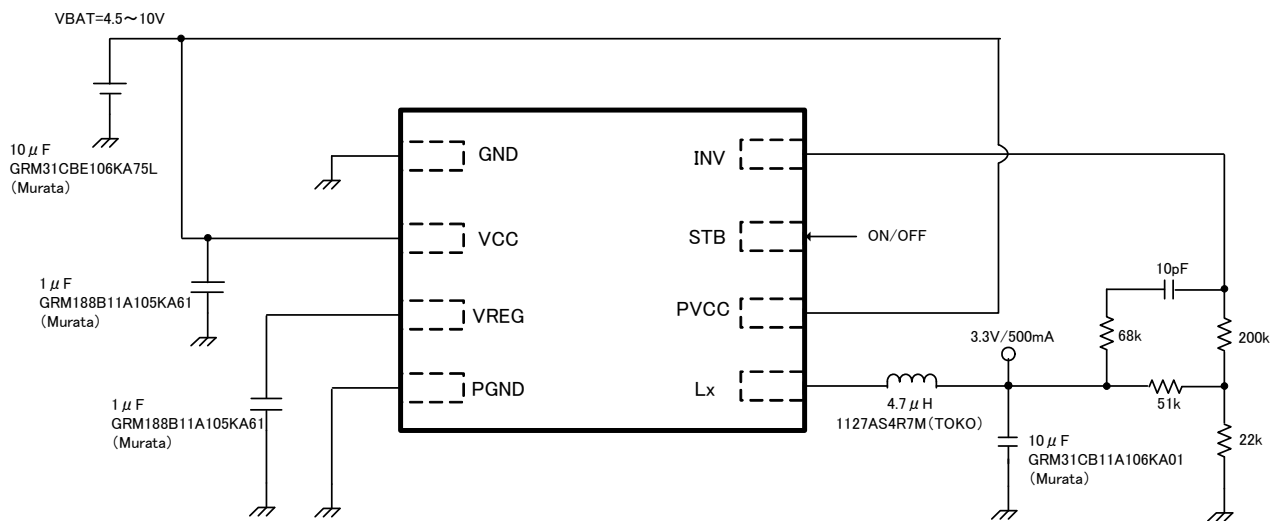 VBAT=4.5～10V
10μF
GRM31CBE106KA75L
(Murata)
GND
VCC
VREG
PGND
INV
STB
PVCC
Lx
ON/OFF
1μF
GRM188B11A105KA61
(Murata)
1μF
GRM188B11A105KA61
(Murata)
10pF
68k
200k
3.3V/500mA
51k
22k
4.7μH
1127AS4R7M(TOKO)
10μF
GRM31CB11A106KA01
(Murata)